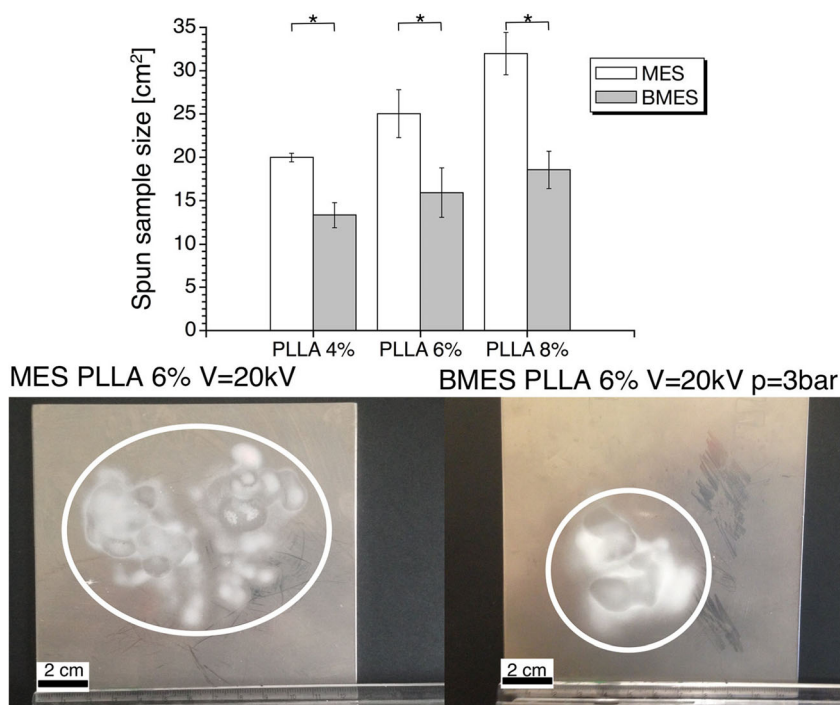 Spun sample size [cm²]
35
30
25
20
15
10
5
0
* * *
MES
BMES
PLLA 4% PLLA 6% PLLA 8%
MES PLLA 6% V=20kV
BMES PLLA 6% V=20kV p=3bar
2 cm
2 cm